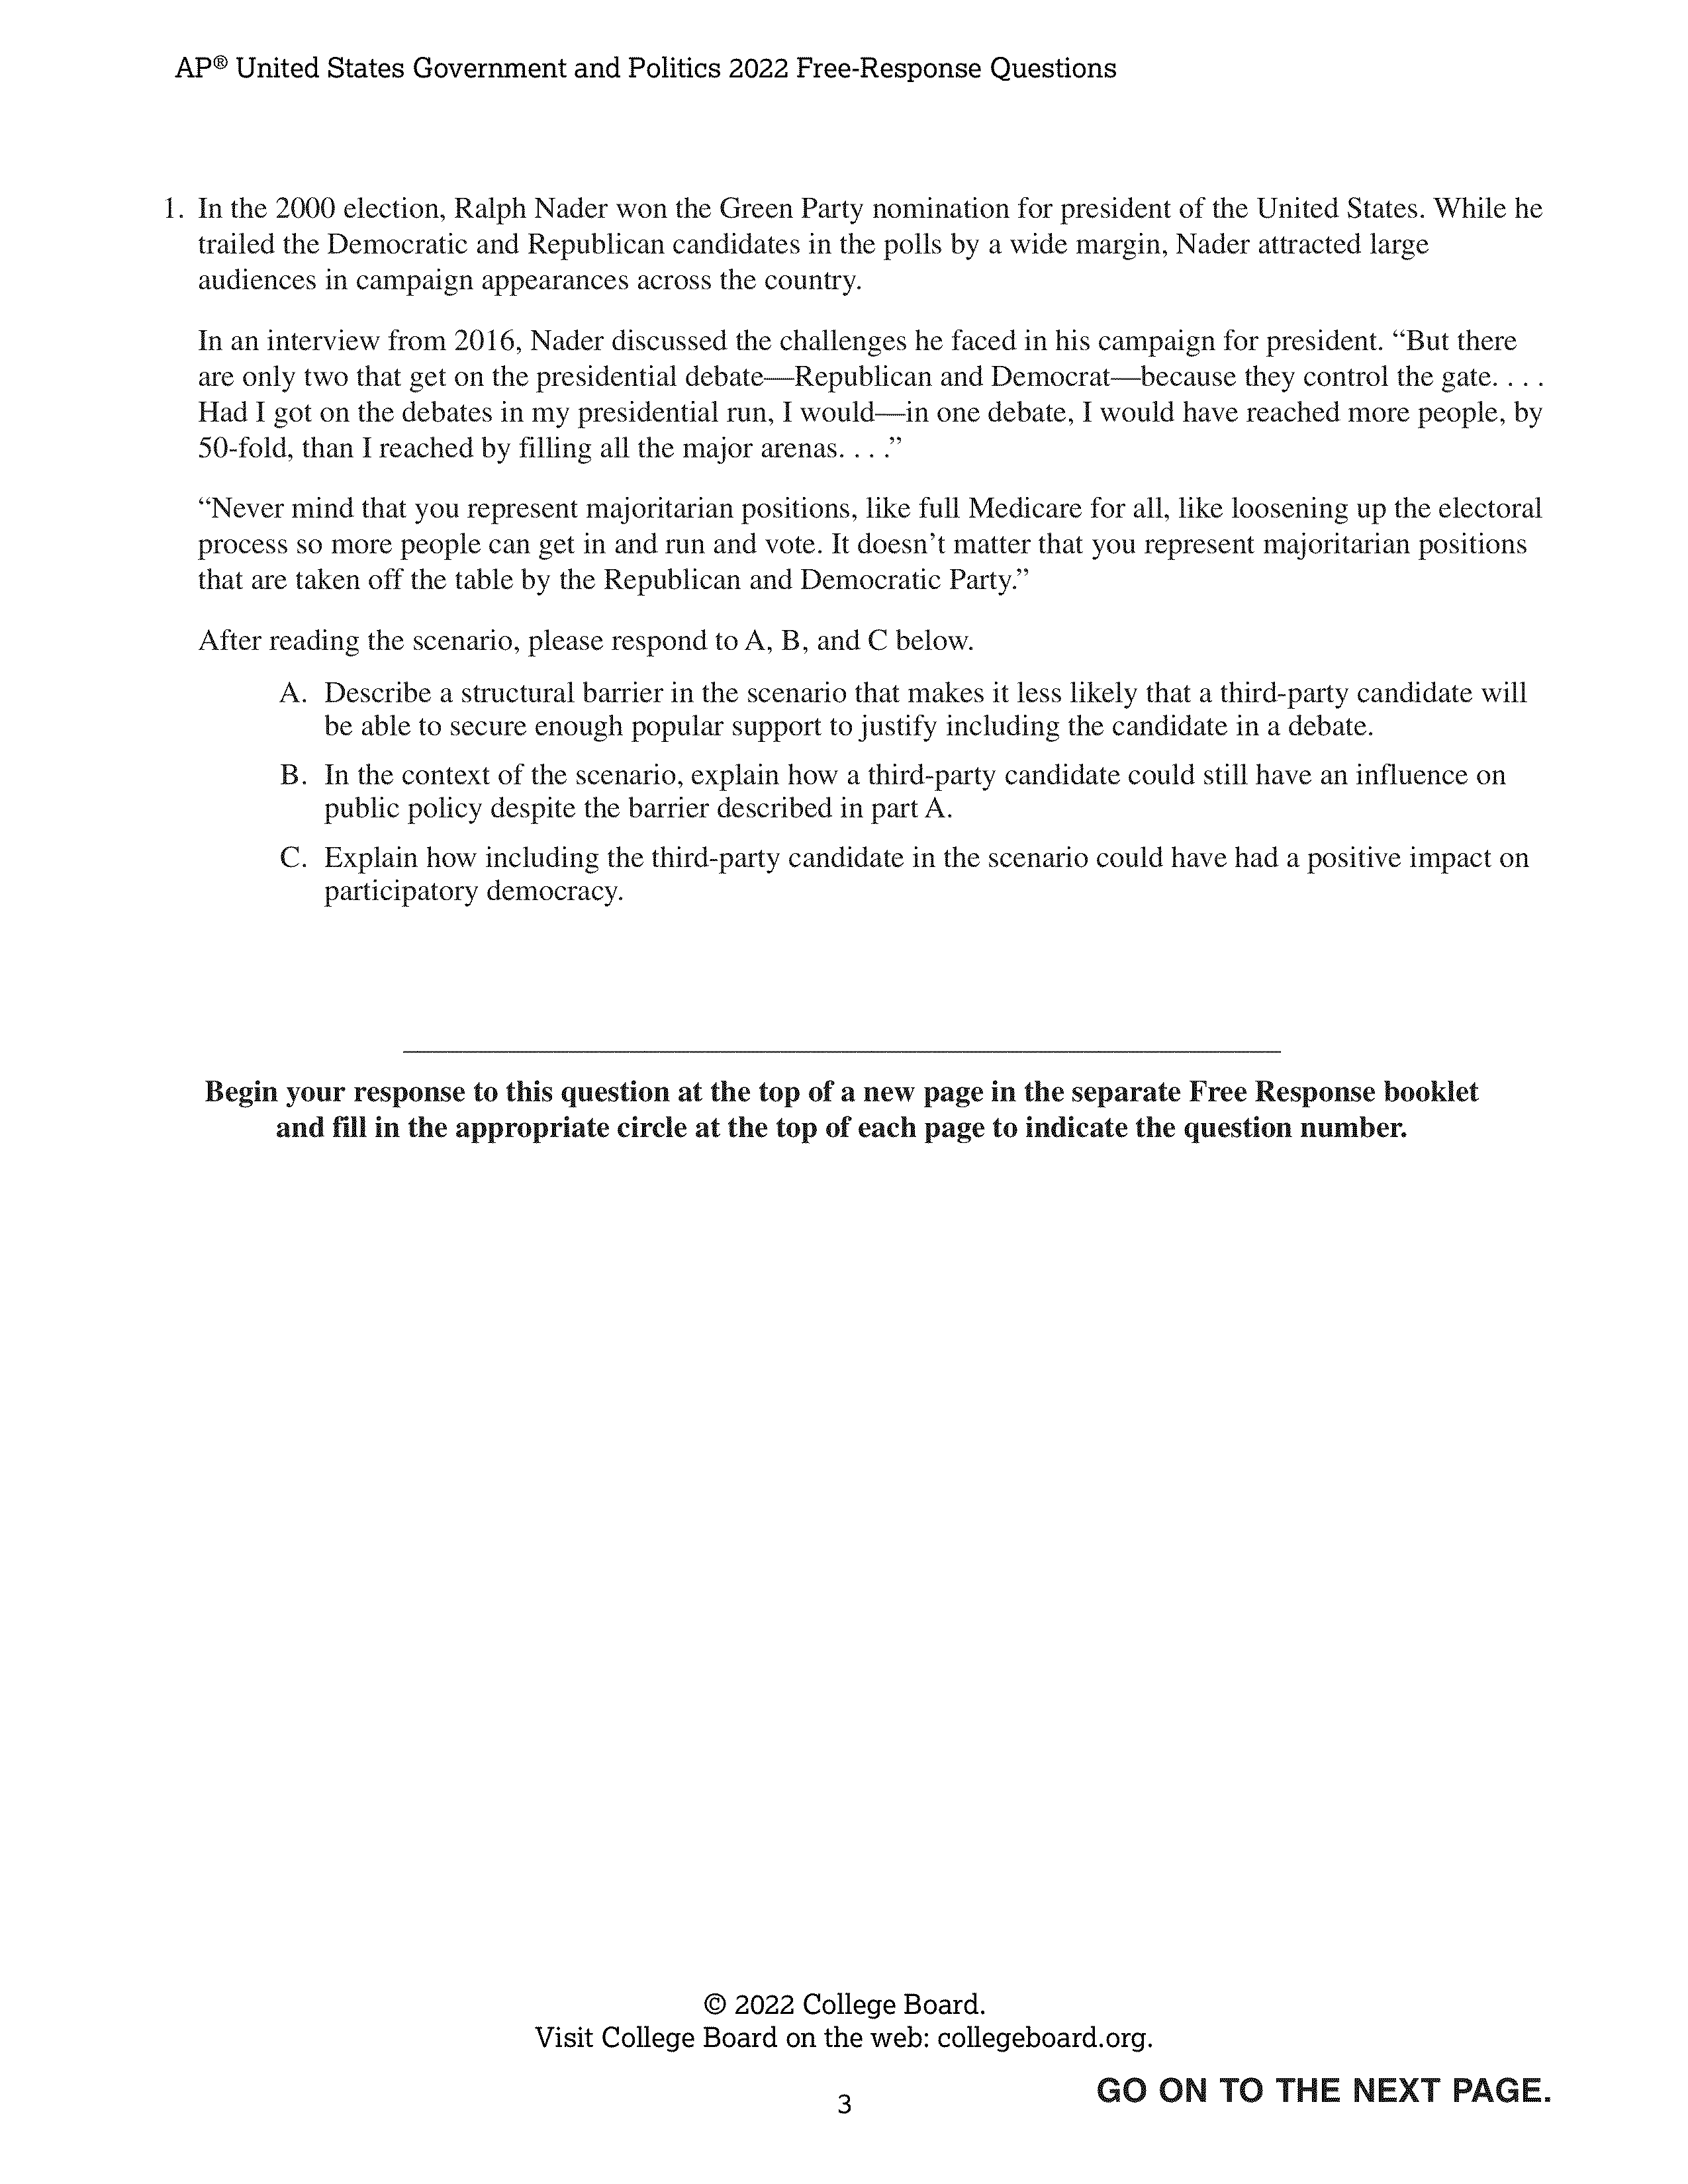 AP® United States Government and Politics 2022 Free-Response Questions
1. In the 2000 election, Ralph Nader won the Green Party nomination for president of the United States. While he
trailed the Democratic and Republican candidates in the polls by a wide margin, Nader attracted large
audiences in campaign appearances across the country.
In an interview from 2016, Nader discussed the challenges he faced in his campaign for president. “But there
are only two that get on the presidential debate—Republican and Democrat—because they control the gate. . . .
Had I got on the debates in my presidential run, I would—in one debate, I would have reached more people, by
50-fold, than I reached by filling all the major arenas. . . .”
“Never mind that you represent majoritarian positions, like full Medicare for all, like loosening up the electoral
process so more people can get in and run and vote. It doesn’t matter that you represent majoritarian positions
that are taken off the table by the Republican and Democratic Party.”
After reading the scenario, please respond to A, B, and C below.
A. Describe a structural barrier in the scenario that makes it less likely that a third-party candidate will
be able to secure enough popular support to justify including the candidate in a debate.
B. In the context of the scenario, explain how a third-party candidate could still have an influence on
public policy despite the barrier described in part A.
C. Explain how including the third-party candidate in the scenario could have had a positive impact on
participatory democracy.
Begin your response to this question at the top of a new page in the separate Free Response booklet
and fill in the appropriate circle at the top of each page to indicate the question number.
© 2022 College Board.
Visit College Board on the web: collegeboard.org.
GO ON TO THE NEXT PAGE.
3